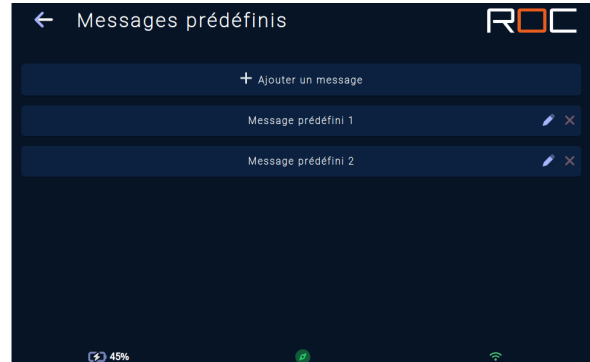 Messages prédéfinis
ROC
Ajouter un message
Message prédéfini 1
Message prédéfini 2
45%